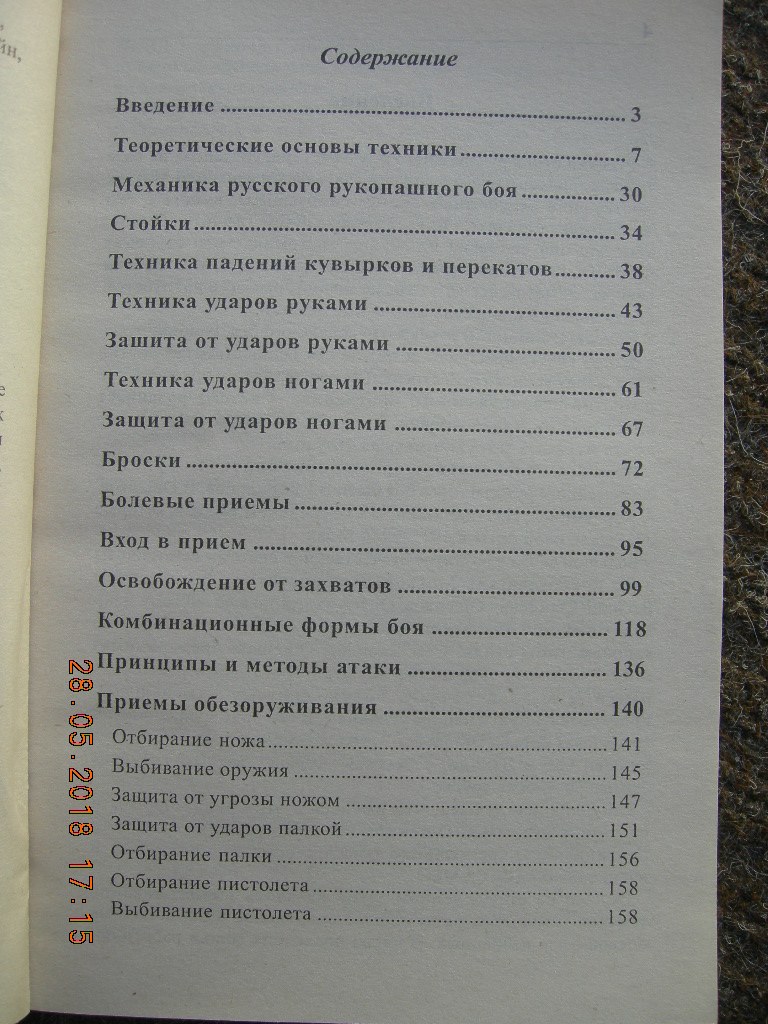 йн,
Содержание
Введение 3
Теоретические основы техники 7
Механика русского рукопашного боя 30
Стойки 34
Техника падений кувырков и перекатов 38
Техника ударов руками 43
Зашита от ударов руками 50
Техника ударов ногами 61
Защита от ударов ногами 67
Броски 72
Болевые приемы 83
Вход в прием 95
Освобождение от захватов 99
Комбинационные формы боя 118
Принципы и методы атаки 136
Приемы обезоруживания 140
Отбирание ножа 141
Выбивание оружия 145
Защита от угрозы ножом 147
Защита от ударов палкой 151
Отбирание палки 156
Отбирание пистолета 158
Выбивание пистолета 158
28.05.2018 17:15